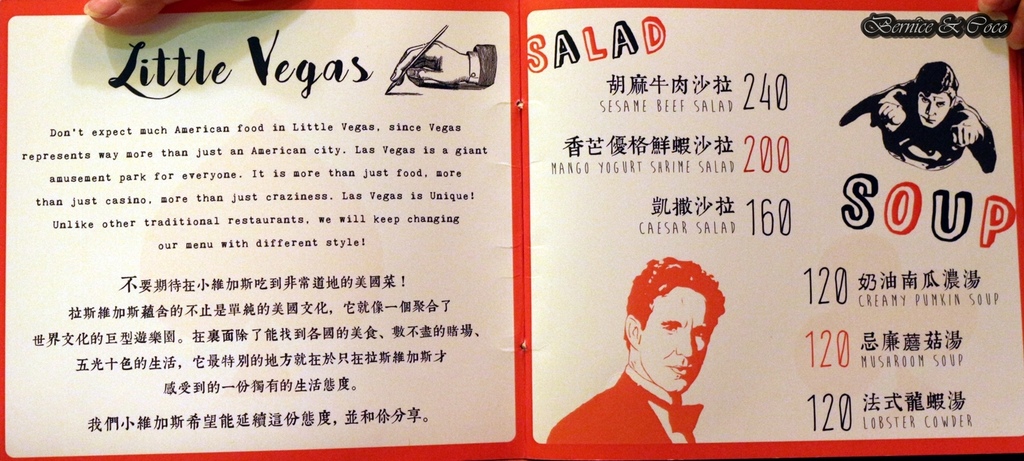 Little Vegas
Don't expect much American food in Little Vegas, since Vegas
represents way more than just an American city. Las Vegas is a giant
amusement park for everyone. It is more than just food, more
than just casino, more than just craziness. Las Vegas is Unique!
Unlike other traditional restaurants, we will keep changing
our menu with different style!
不要期待在小維加斯吃到非常道地的美國菜！
拉斯維加斯蘊含的不止是單純的美國文化，它就像一個聚合了
世界文化的巨型遊樂園。在裏面除了能找到各國的美食、數不盡的賭場、
五光十色的生活，它最特別的地方就在於只在拉斯維加斯才
感受到的一份獨有的生活態度。
我們小維加斯希望能延續這份態度，並和你分享。
SALAD
胡麻牛肉沙拉 240
SESAME BEEF SALAD
香芒優格鮮蝦沙拉 200
MANGO YOGURT SHRIME SALAD
凱撒沙拉 160
CAESAR SALAD
SOUP
120 奶油南瓜濃湯
CREAMY PUMKIN SOUP
120 忌廉蘑菇湯
MUSHROOM SOUP
120 法式龍蝦湯
LOBSTER COWDER
Bernice & Coco